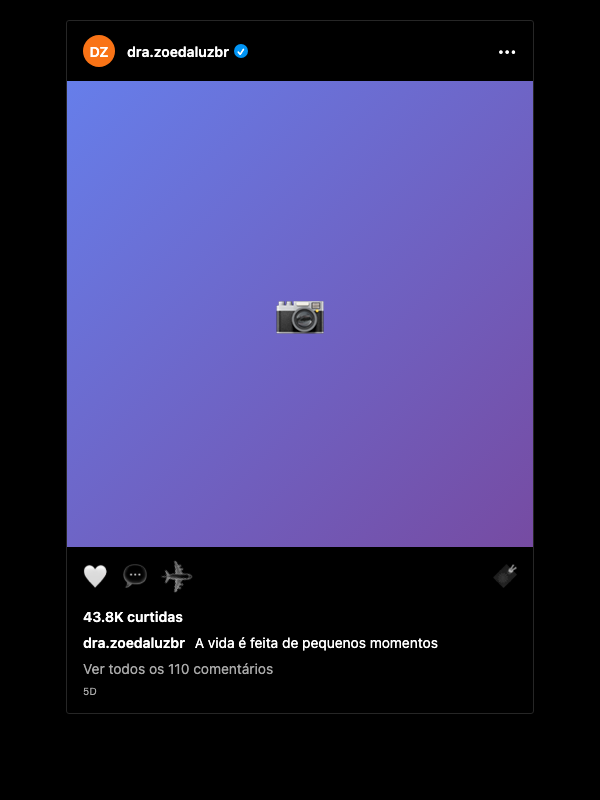 DZ
dra.zoedaluzbr
43.8K curtidas
dra.zoedaluzbr A vida é feita de pequenos momentos
Ver todos os 110 comentários
5D